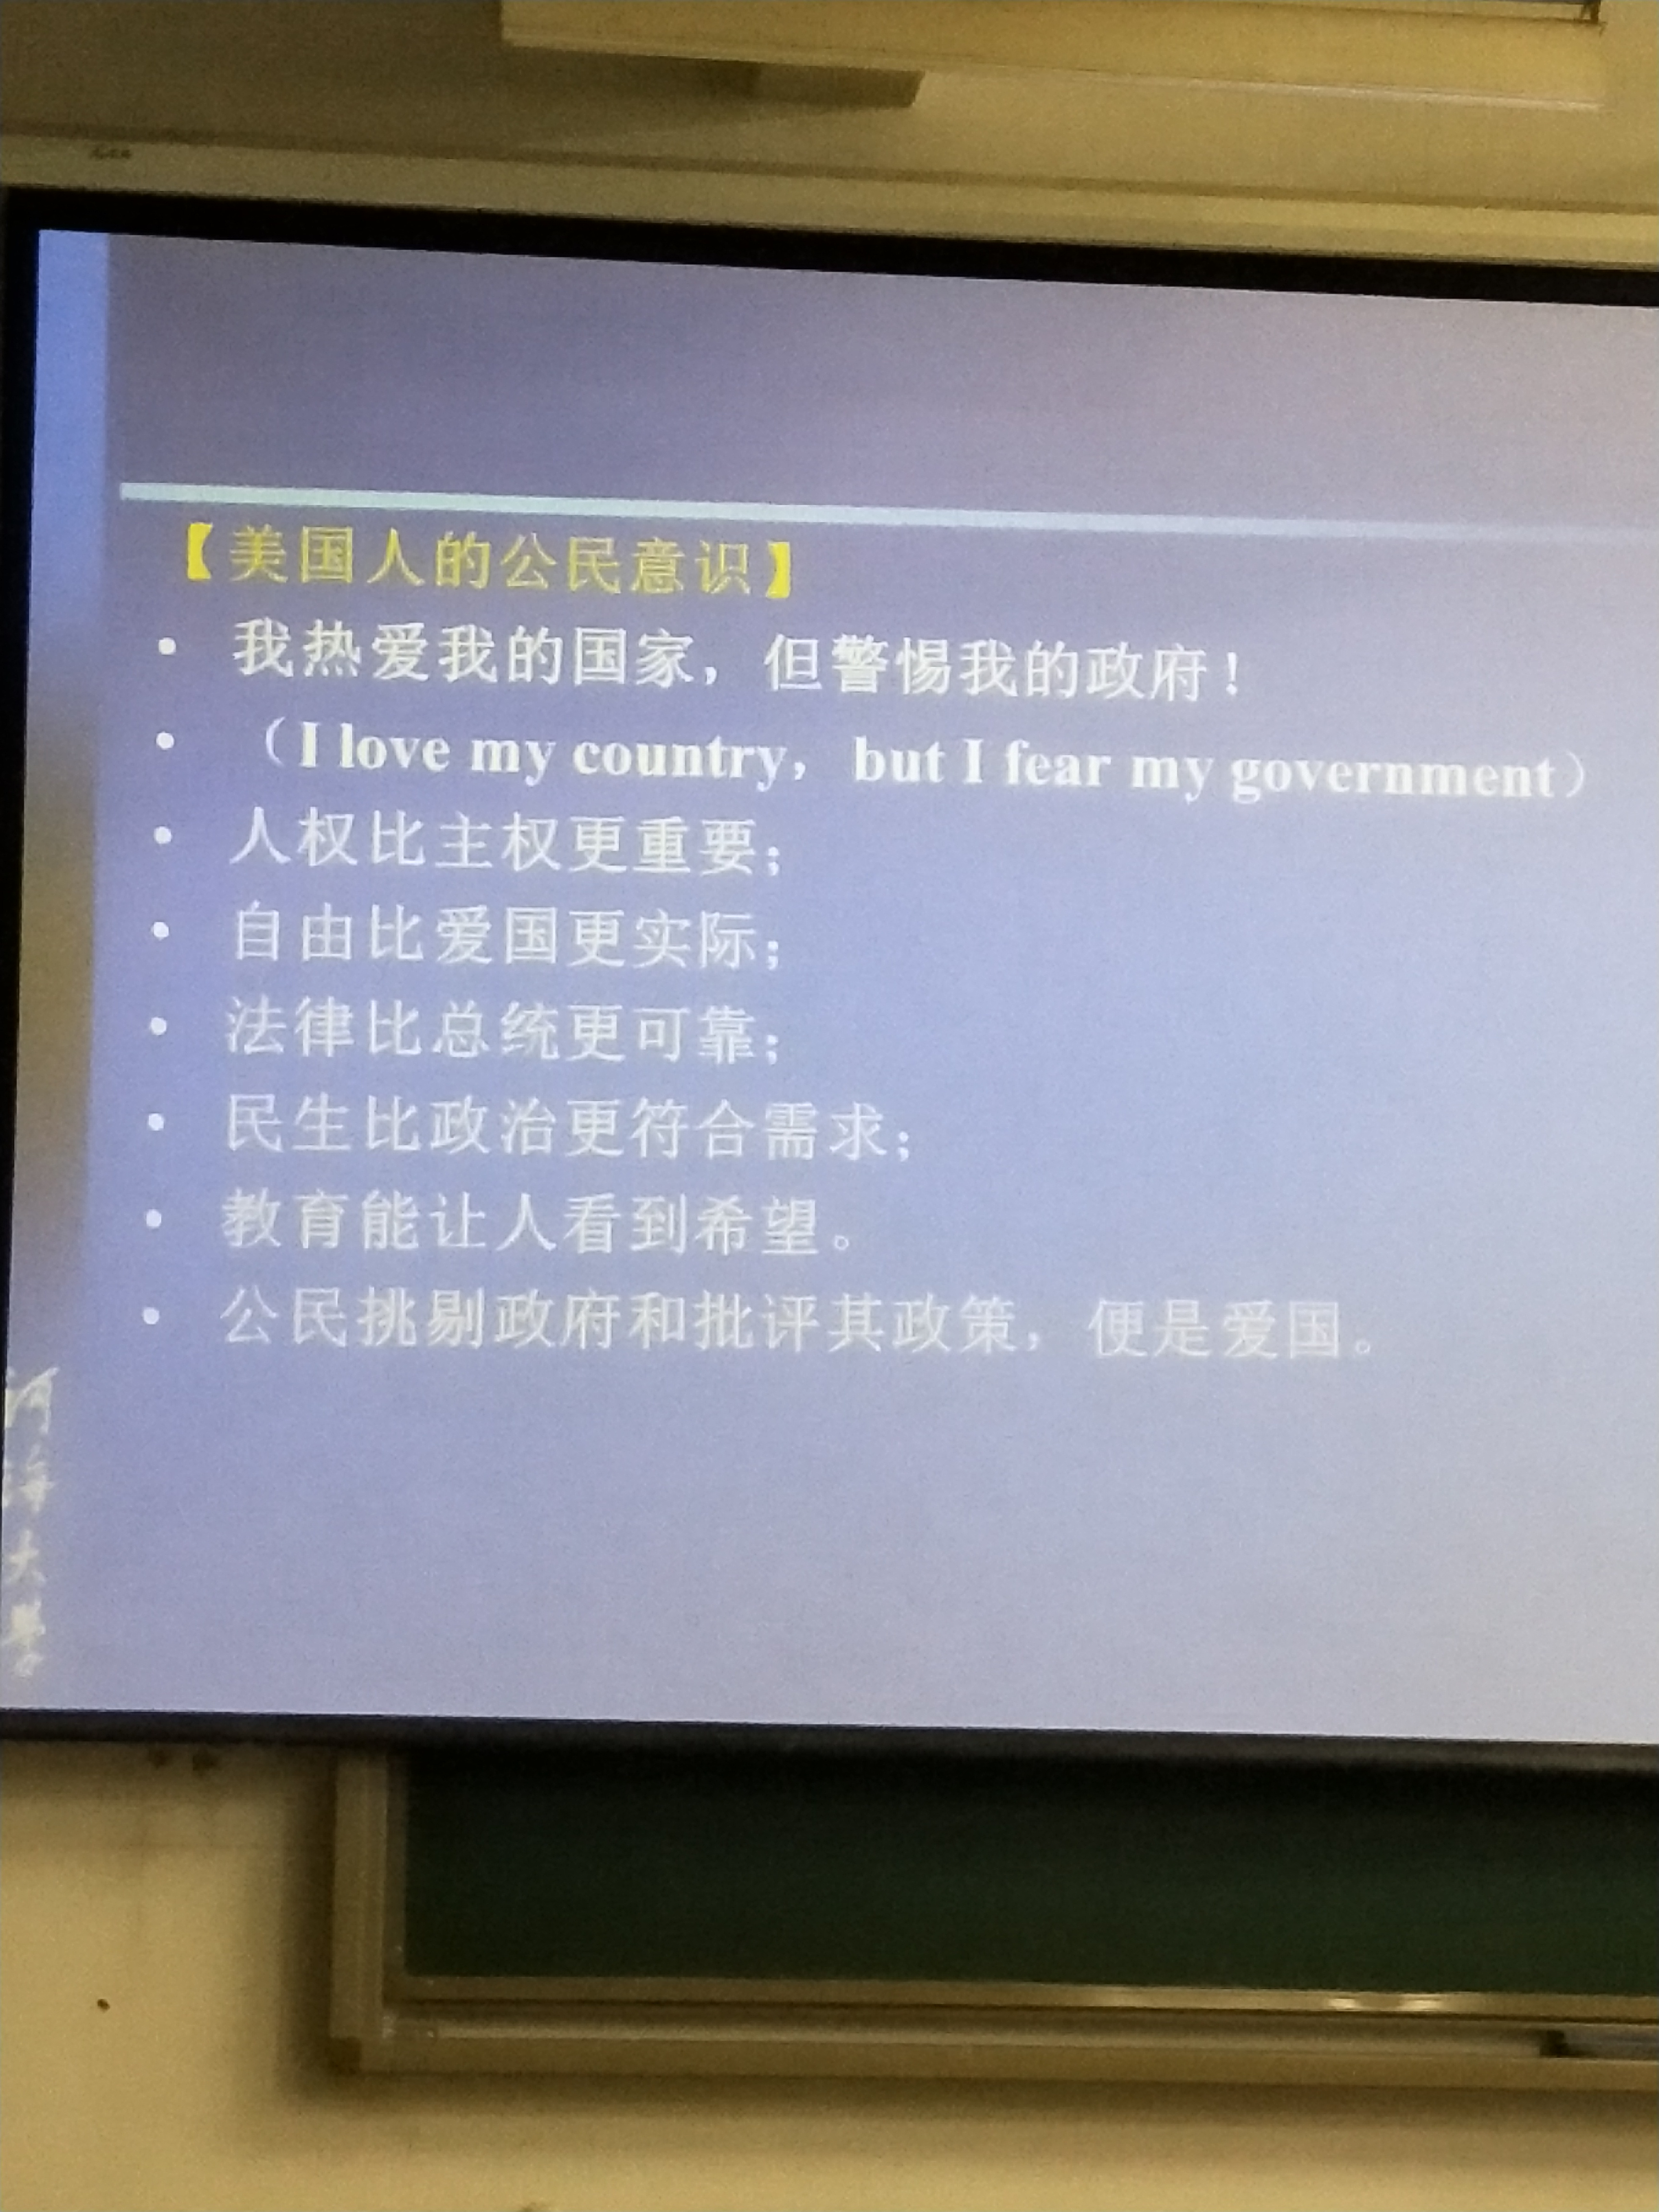 【美国人的公民意识】
• 我热爱我的国家，但警惕我的政府！
• （I love my country，but I fear my government）
• 人权比主权更重要；
• 自由比爱国更实际；
• 法律比总统更可靠；
• 民生比政治更符合需求；
• 教育能让人看到希望。
• 公民挑剔政府和批评其政策，便是爱国。
河海大學